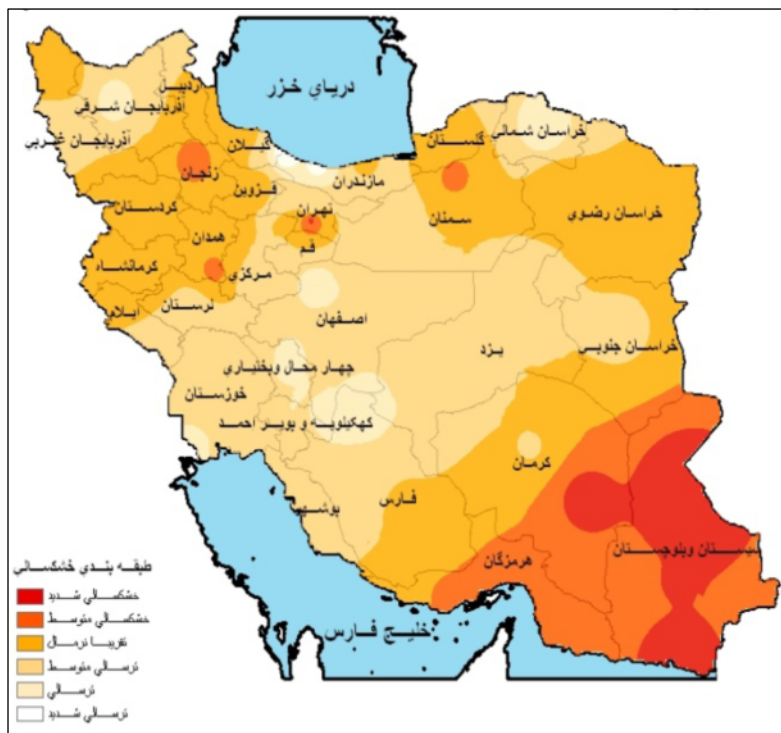 دریای خزر
اردبیل
آذربایجان شرقی
آذربایجان غربی
گیلان
گلستان
خراسان شمالی
زنجان
مازندران
قزوین
تهران
سمنان
خراسان رضوی
کردستان
همدان
قم
کرمانشاه
مرکزی
ایلام
لرستان
اصفهان
یزد
خراسان جنوبی
چهار محال وبختیاری
خوزستان
کهکیلویه و بویر احمد
کرمان
فارس
بوشهر
سیستان وبلوچستان
هرمزگان
خلیج فارس
طبقه بندی خشکسالی
خشکسالی شدید
خشکسالی متوسط
تقریبا نرمال
ترسالی متوسط
ترسالی
ترسالی شدید